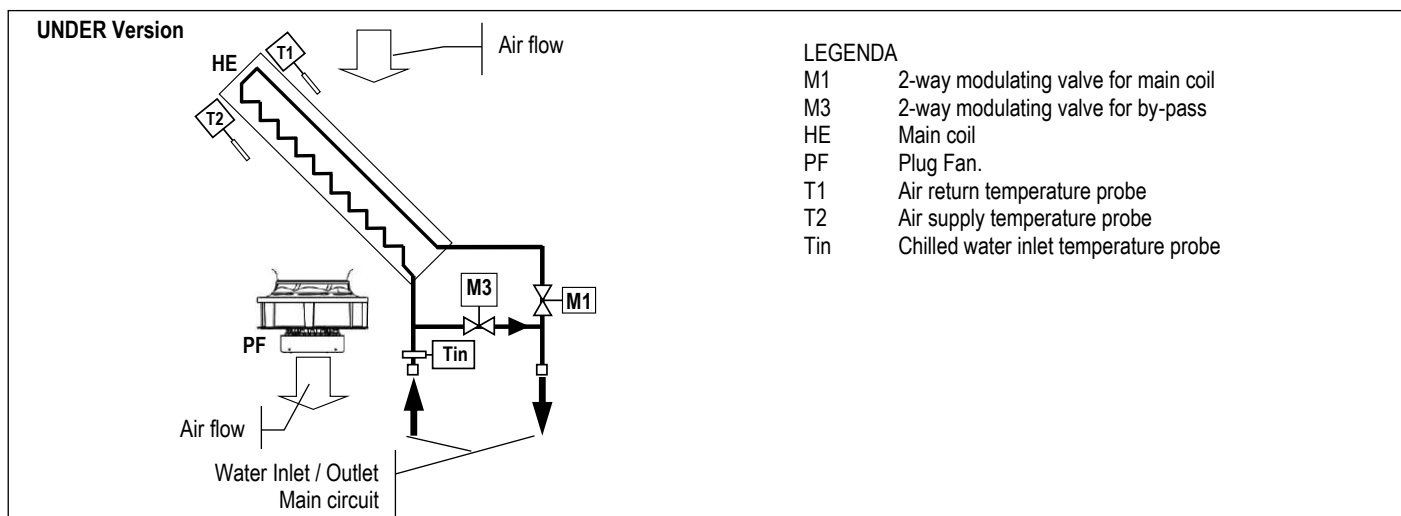 UNDER Version
Air flow
T1
HE
T2
M3
M1
PF
Tin
Air flow
Water Inlet / Outlet
Main circuit
LEGENDA
M1 2-way modulating valve for main coil
M3 2-way modulating valve for by-pass
HE Main coil
PF Plug Fan.
T1 Air return temperature probe
T2 Air supply temperature probe
Tin Chilled water inlet temperature probe